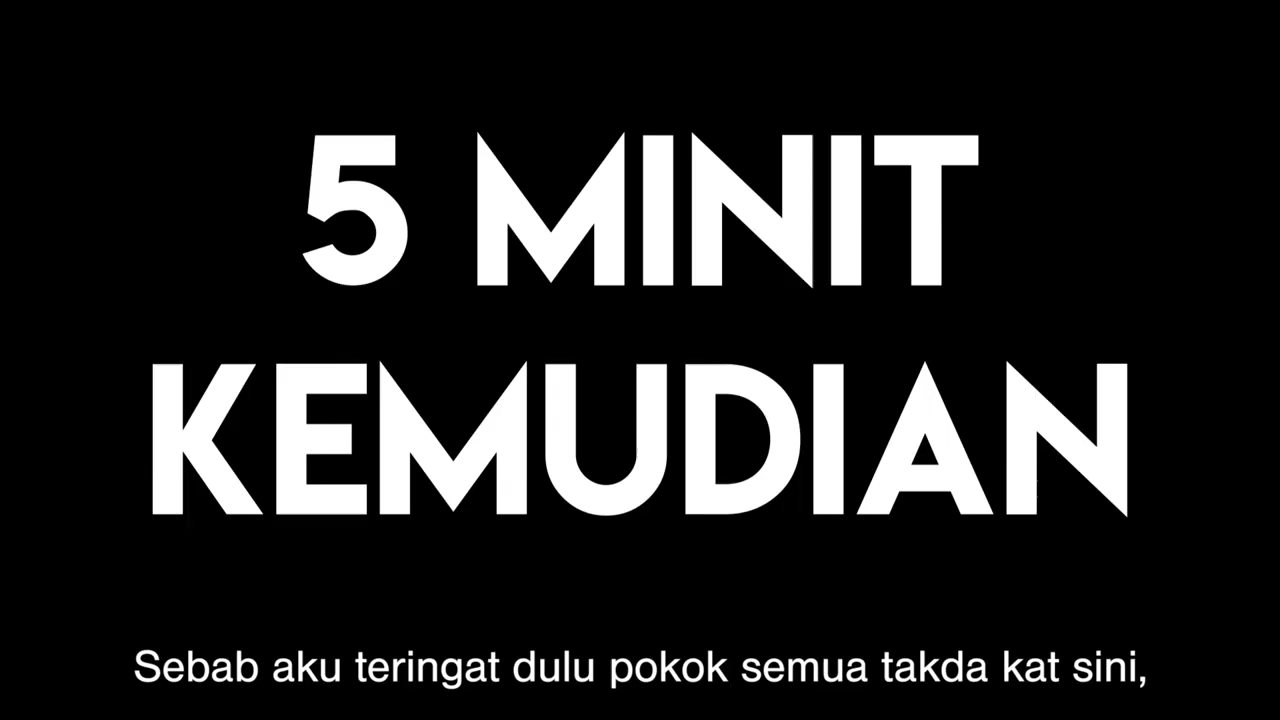 5 MINIT
KEMUDIAN
Sebab aku teringat dulu pokok semua takda kat sini,